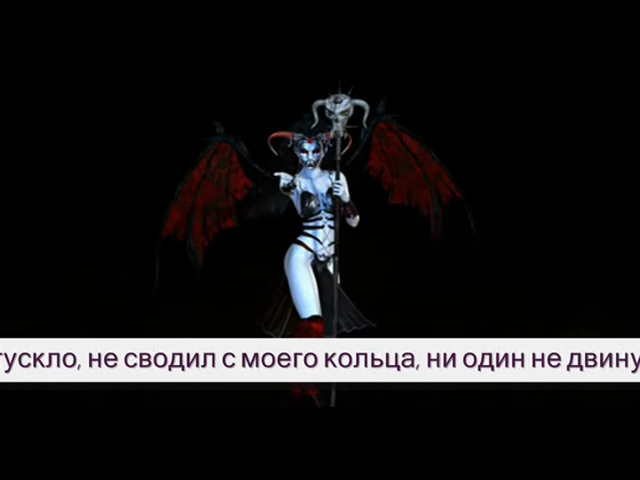 тускло, не сводил с моего кольца, ни один не двину